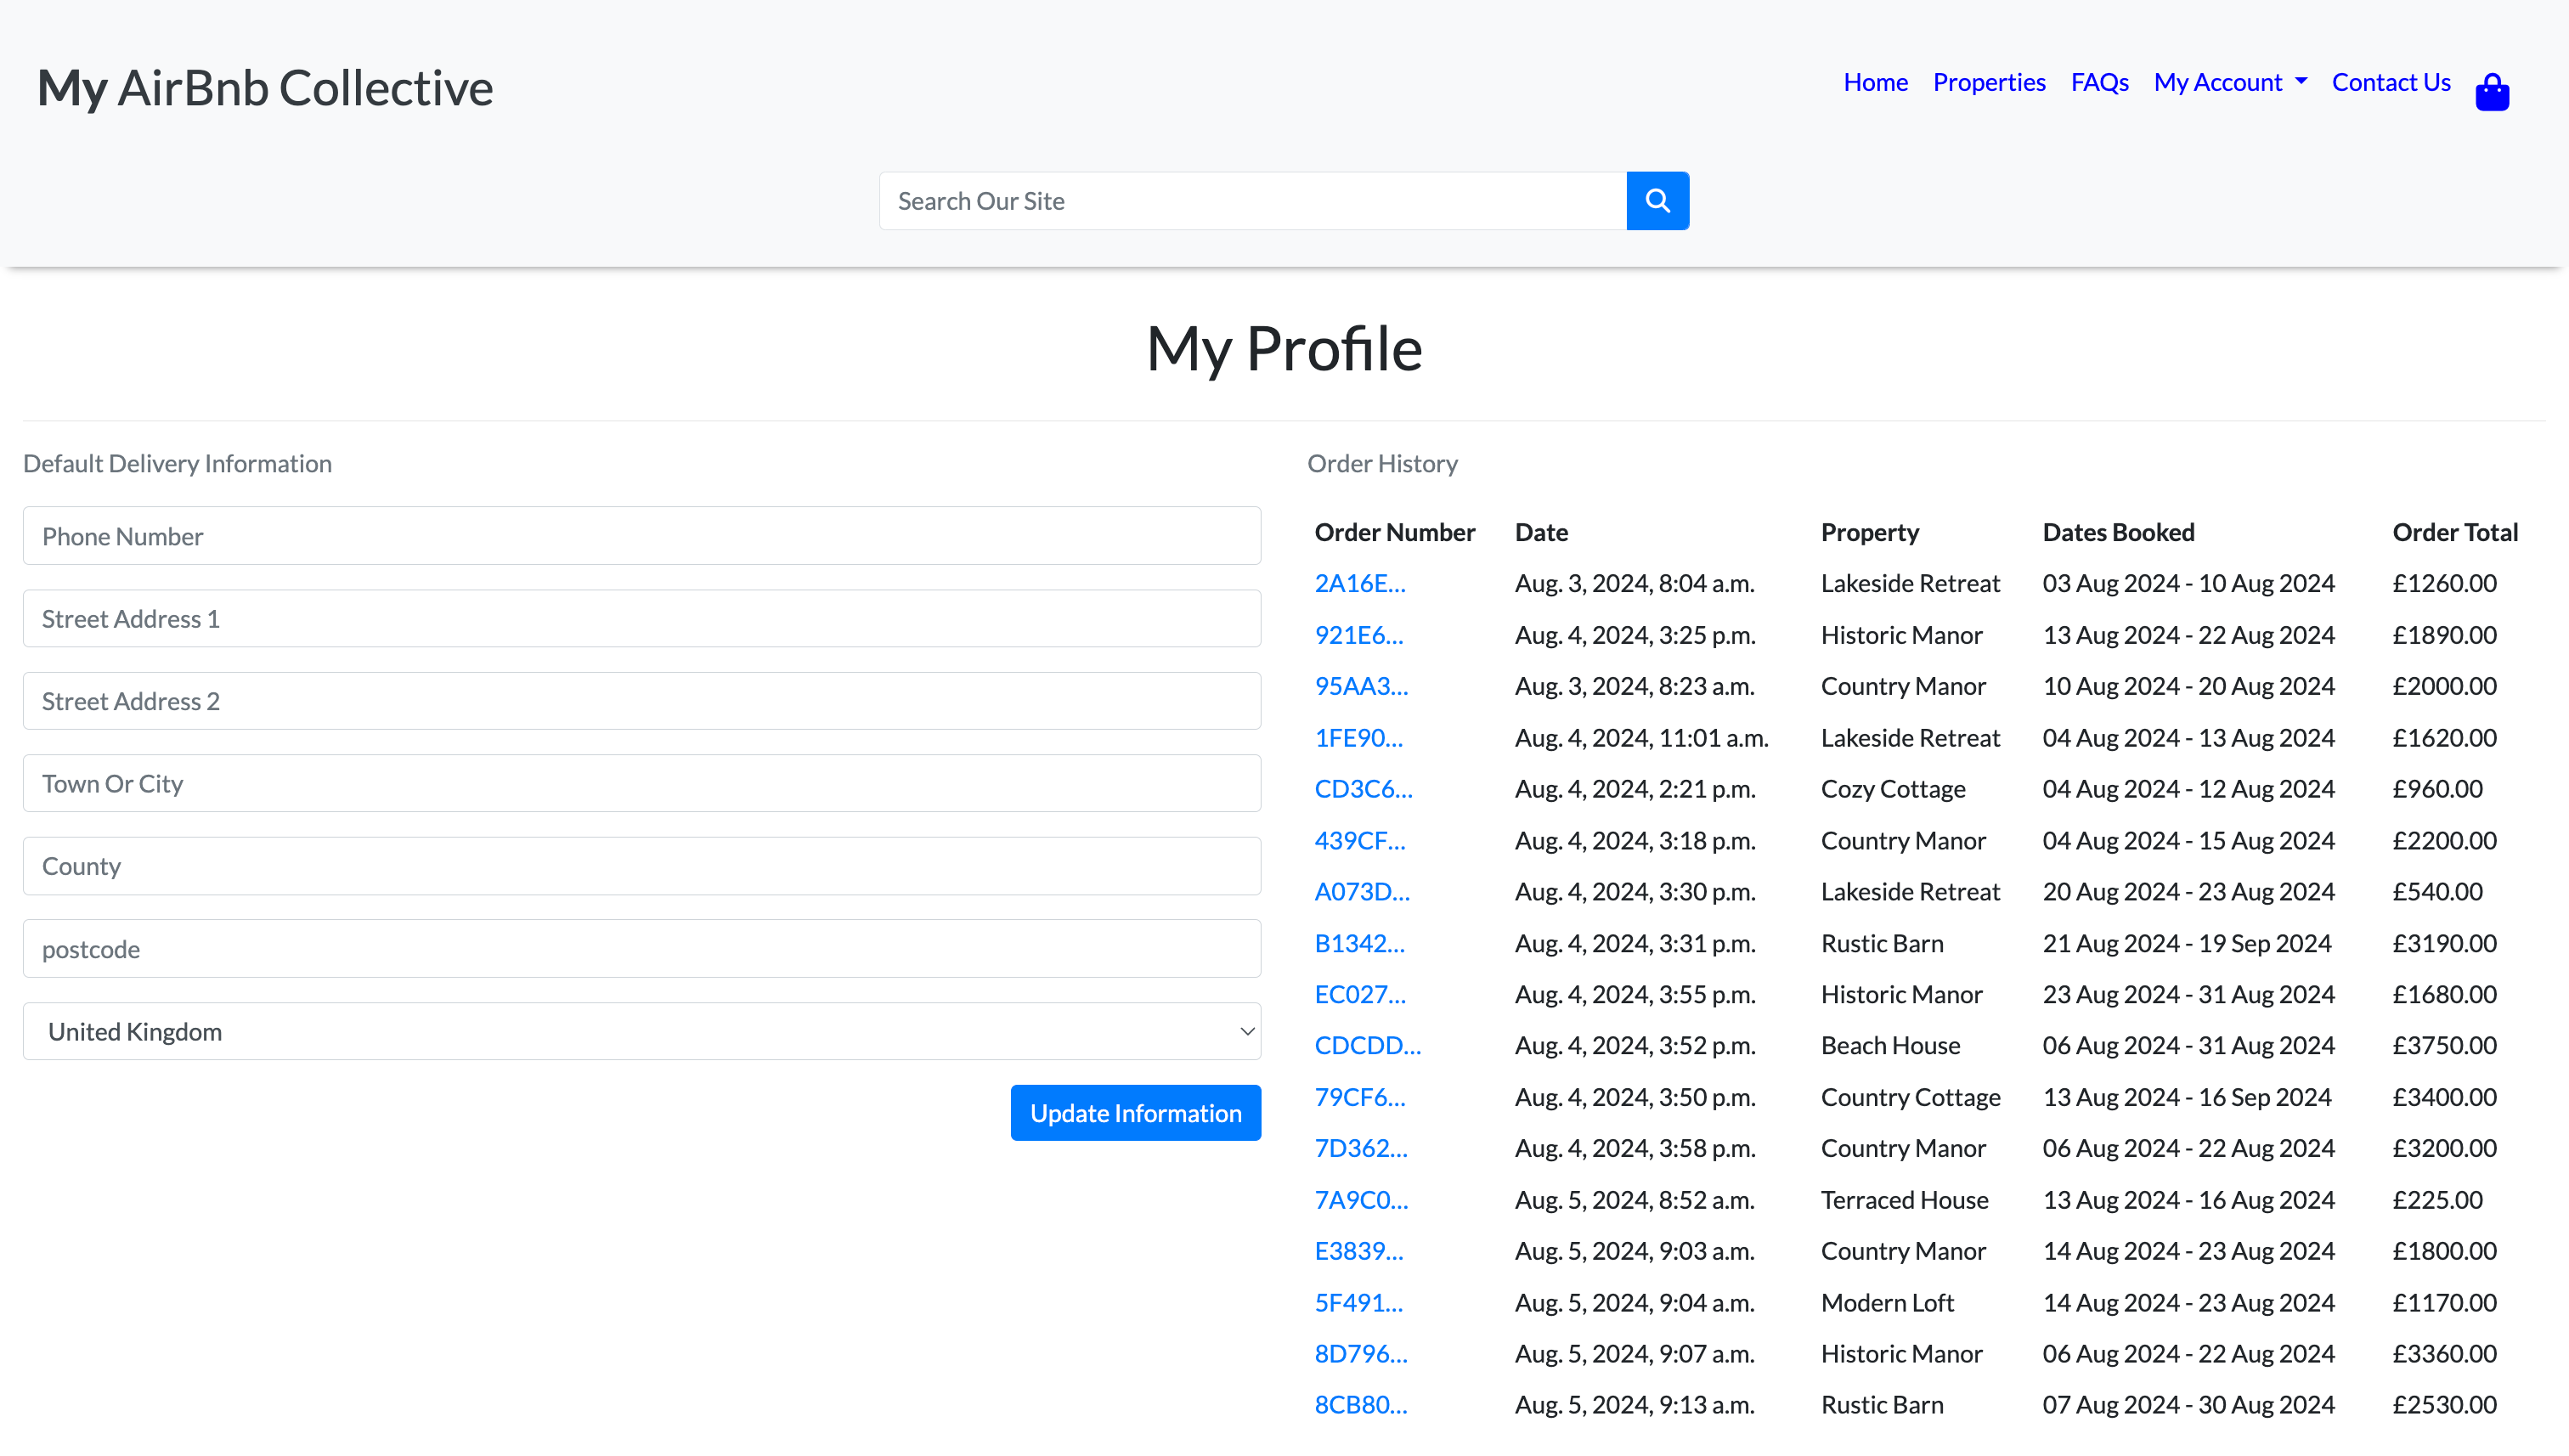 My AirBnb Collective
Home Properties FAQs My Account Contact Us
Search Our Site
My Profile
Default Delivery Information
Phone Number
Street Address 1
Street Address 2
Town Or City
County
postcode
United Kingdom
Update Information
Order History
Order Number Date Property Dates Booked Order Total
2A16E... Aug. 3, 2024, 8:04 a.m. Lakeside Retreat 03 Aug 2024 - 10 Aug 2024 £1260.00
921E6... Aug. 4, 2024, 3:25 p.m. Historic Manor 13 Aug 2024 - 22 Aug 2024 £1890.00
95AA3... Aug. 3, 2024, 8:23 a.m. Country Manor 10 Aug 2024 - 20 Aug 2024 £2000.00
1FE90... Aug. 4, 2024, 11:01 a.m. Lakeside Retreat 04 Aug 2024 - 13 Aug 2024 £1620.00
CD3C6... Aug. 4, 2024, 2:21 p.m. Cozy Cottage 04 Aug 2024 - 12 Aug 2024 £960.00
439CF... Aug. 4, 2024, 3:18 p.m. Country Manor 04 Aug 2024 - 15 Aug 2024 £2200.00
A073D... Aug. 4, 2024, 3:30 p.m. Lakeside Retreat 20 Aug 2024 - 23 Aug 2024 £540.00
B1342... Aug. 4, 2024, 3:31 p.m. Rustic Barn 21 Aug 2024 - 19 Sep 2024 £3190.00
EC027... Aug. 4, 2024, 3:55 p.m. Historic Manor 23 Aug 2024 - 31 Aug 2024 £1680.00
CDCDD... Aug. 4, 2024, 3:52 p.m. Beach House 06 Aug 2024 - 31 Aug 2024 £3750.00
79CF6... Aug. 4, 2024, 3:50 p.m. Country Cottage 13 Aug 2024 - 16 Sep 2024 £3400.00
7D362... Aug. 4, 2024, 3:58 p.m. Country Manor 06 Aug 2024 - 22 Aug 2024 £3200.00
7A9C0... Aug. 5, 2024, 8:52 a.m. Terraced House 13 Aug 2024 - 16 Aug 2024 £225.00
E3839... Aug. 5, 2024, 9:03 a.m. Country Manor 14 Aug 2024 - 23 Aug 2024 £1800.00
5F491... Aug. 5, 2024, 9:04 a.m. Modern Loft 14 Aug 2024 - 23 Aug 2024 £1170.00
8D796... Aug. 5, 2024, 9:07 a.m. Historic Manor 06 Aug 2024 - 22 Aug 2024 £3360.00
8CB80... Aug. 5, 2024, 9:13 a.m. Rustic Barn 07 Aug 2024 - 30 Aug 2024 £2530.00